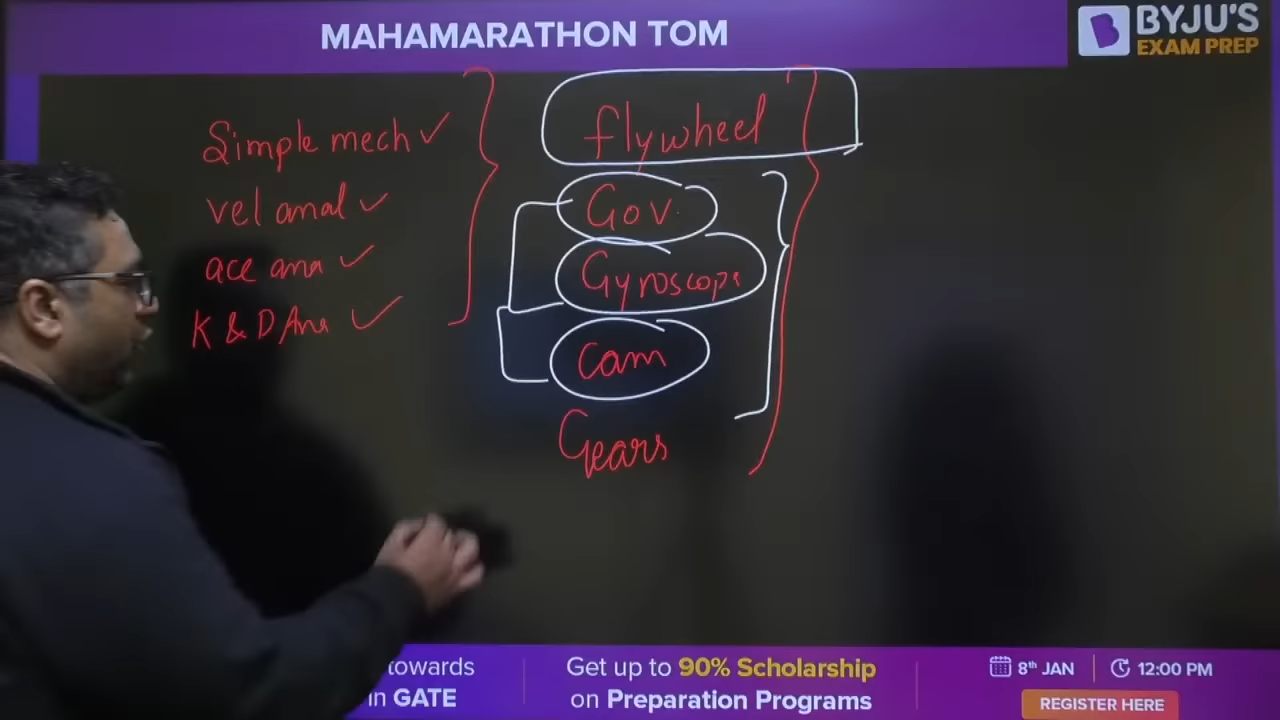 MAHAMARATHON TOM
BYJU'S
EXAM PREP
Simple mech ✓
vel anal ✓
ace ana ✓
K & D Ana ✓
flywheel
Gov.
Gyroscope
Cam
Gears
towards
in GATE
Get up to 90% Scholarship
on Preparation Programs
8th JAN
12:00 PM
REGISTER HERE